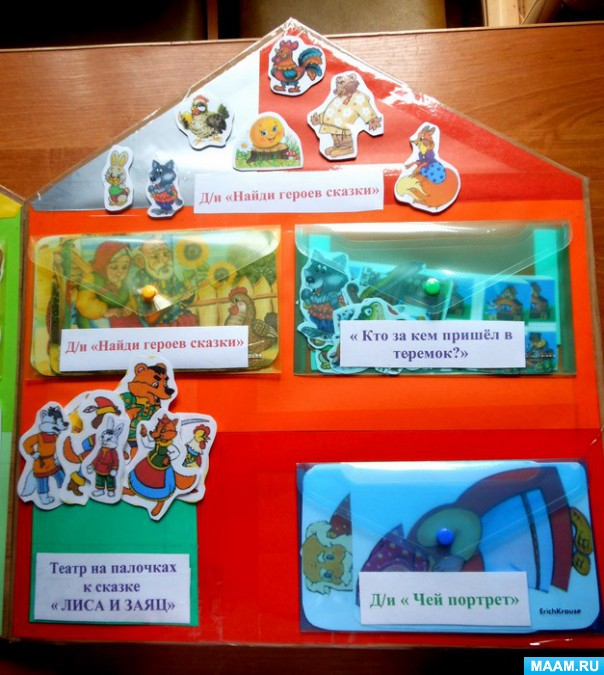 Д/и «Найди героев сказки»
Д/и «Найди героев сказки»
« Кто за кем пришёл в
теремок?»
Театр на палочках
к сказке
« ЛИСА И ЗАЯЦ»
Д/и « Чей портрет»
ErichKrause
MAAM.RU